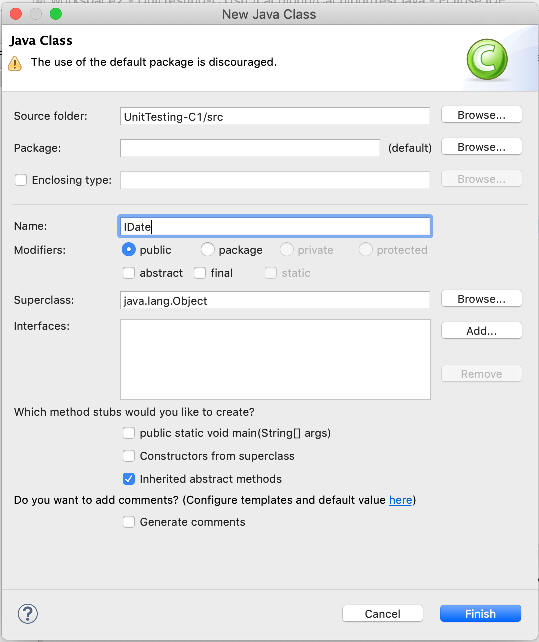 New Java Class
Java Class
The use of the default package is discouraged.
Source folder: UnitTesting-C1/src Browse...
Package: (default) Browse...
Enclosing type: Browse...
Name: IDate
Modifiers: public package private protected
abstract final static
Superclass: java.lang.Object Browse...
Interfaces: Add...
Remove
Which method stubs would you like to create?
public static void main(String[] args)
Constructors from superclass
Inherited abstract methods
Do you want to add comments? (Configure templates and default value here)
Generate comments
? Cancel Finish